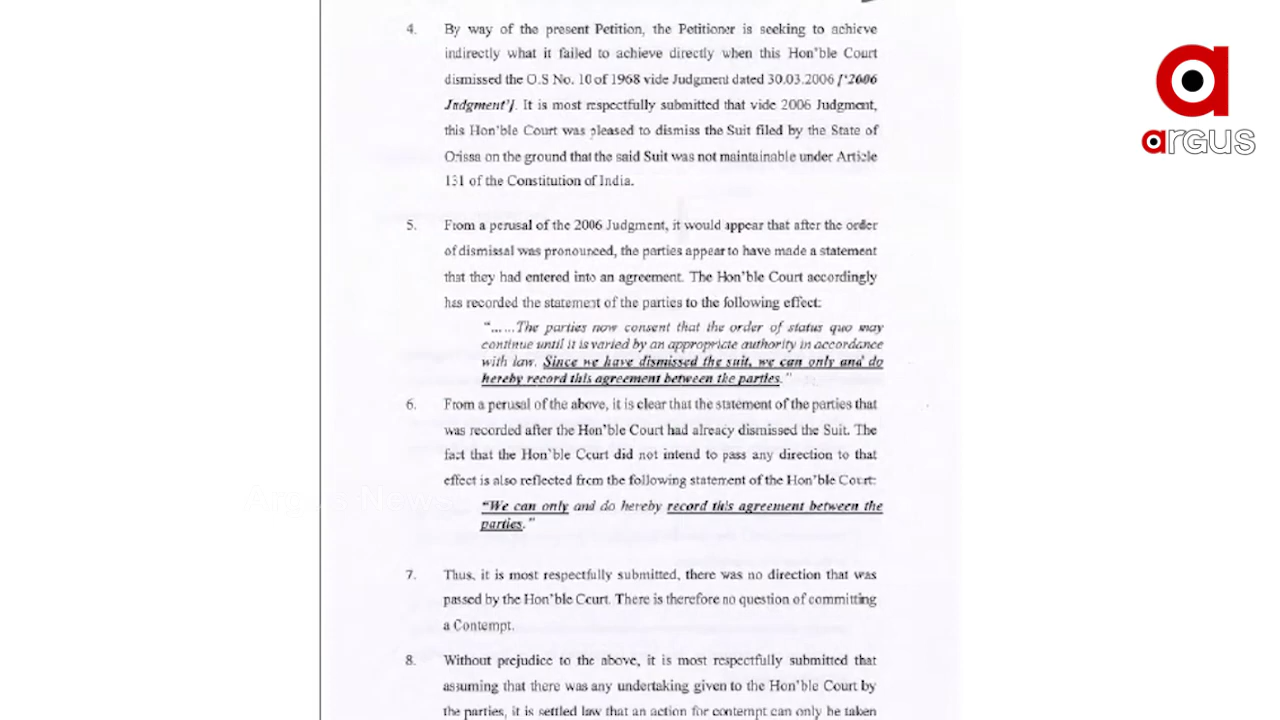 4. By way of the present Petition, the Petitioner is seeking to achieve
indirectly what it failed to achieve directly when this Hon'ble Court
dismissed the O.S No. 10 of 1968 vide Judgment dated 30.03.2006 ['2006
Judgment']. It is most respectfully submitted that vide 2006 Judgment,
this Hon'ble Court was pleased to dismiss the Suit filed by the State of
Orissa on the ground that the said Suit was not maintainable under Article
131 of the Constitution of India.
5. From a perusal of the 2006 Judgment, it would appear that after the order
of dismissal was pronounced, the parties appear to have made a statement
that they had entered into an agreement. The Hon'ble Court accordingly
has recorded the statement of the parties to the following effect:
"......The parties now consent that the order of status quo may
continue until it is varied by an appropriate authority in accordance
with law. Since we have dismissed the suit, we can only and do
hereby record this agreement between the parties."
6. From a perusal of the above, it is clear that the statement of the parties that
was recorded after the Hon'ble Court had already dismissed the Suit. The
fact that the Hon'ble Court did not intend to pass any direction to that
effect is also reflected from the following statement of the Hon'ble Court:
"We can only and do hereby record this agreement between the
parties."
7. Thus, it is most respectfully submitted, there was no direction that was
passed by the Hon'ble Court. There is therefore no question of committing
a Contempt.
8. Without prejudice to the above, it is most respectfully submitted that
assuming that there was any undertaking given to the Hon'ble Court by
the parties, it is settled law that an action for contempt can only be taken
argus
Argus News